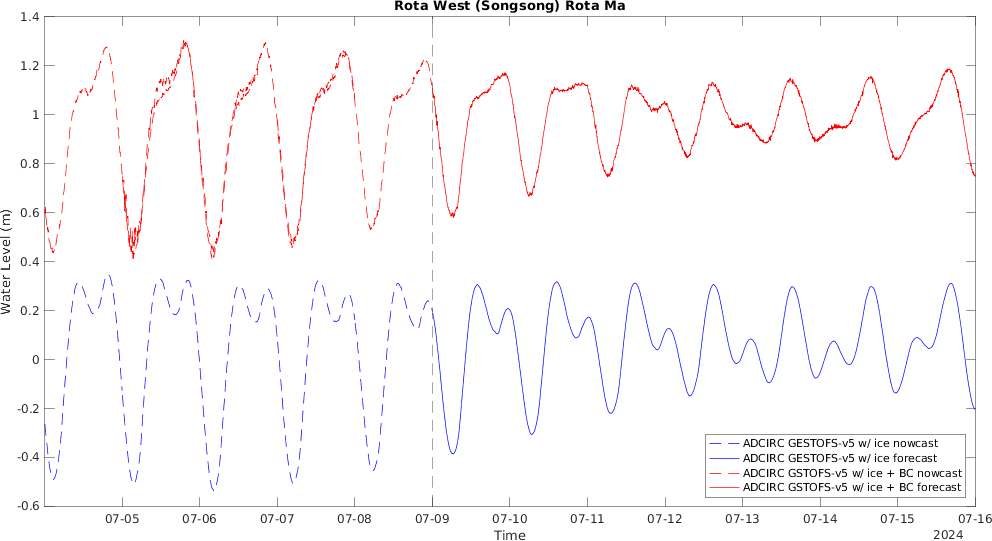 Rota West (Songsong) Rota Ma
1.4
1.2
1
0.8
0.6
0.4
0.2
0
-0.2
-0.4
-0.6
Water Level (m)
ADCIRC GESTOFS-v5 w/ ice nowcast
ADCIRC GESTOFS-v5 w/ ice forecast
ADCIRC GSTOFS-v5 w/ ice + BC nowcast
ADCIRC GSTOFS-v5 w/ ice + BC forecast
07-05 07-06 07-07 07-08 07-09 07-10 07-11 07-12 07-13 07-14 07-15 07-16
Time
2024